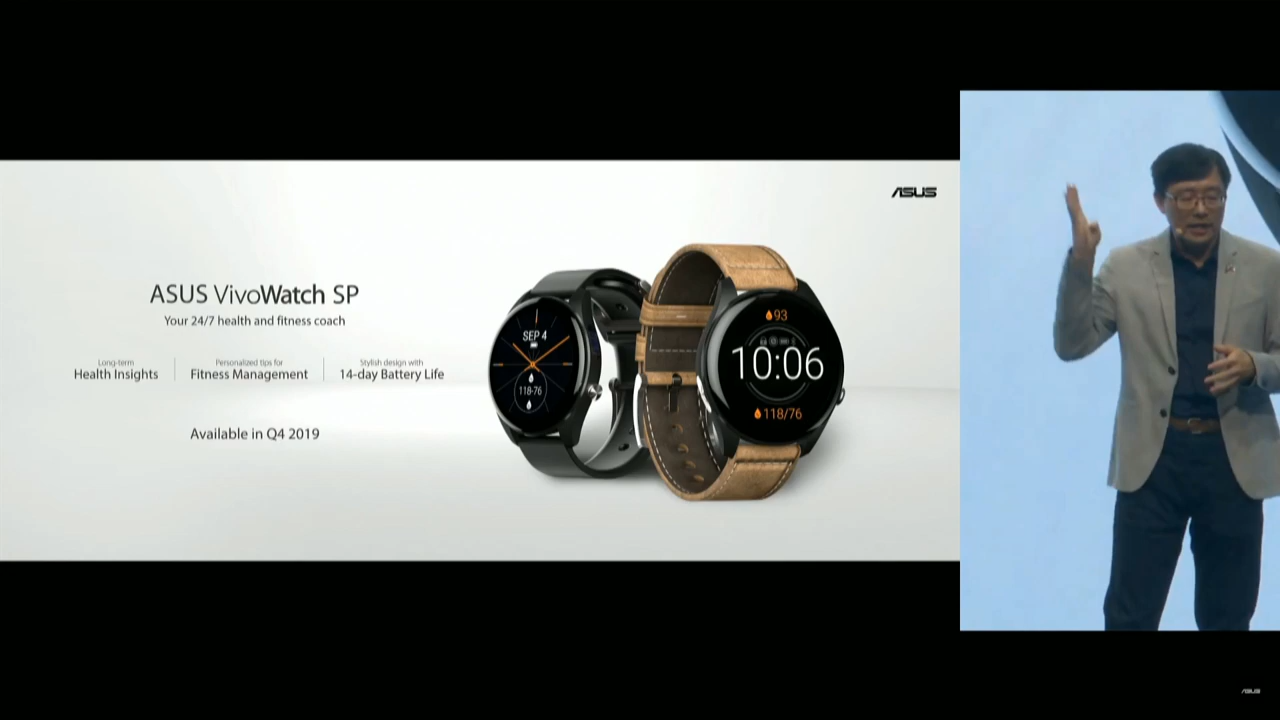 ASUS
ASUS VivoWatch SP
Your 24/7 health and fitness coach
Long-term
Health Insights
Personalized tips for
Fitness Management
Stylish design with
14-day Battery Life
Available in Q4 2019
SEP 4
118-76
93
10:06
118/76
ASUS